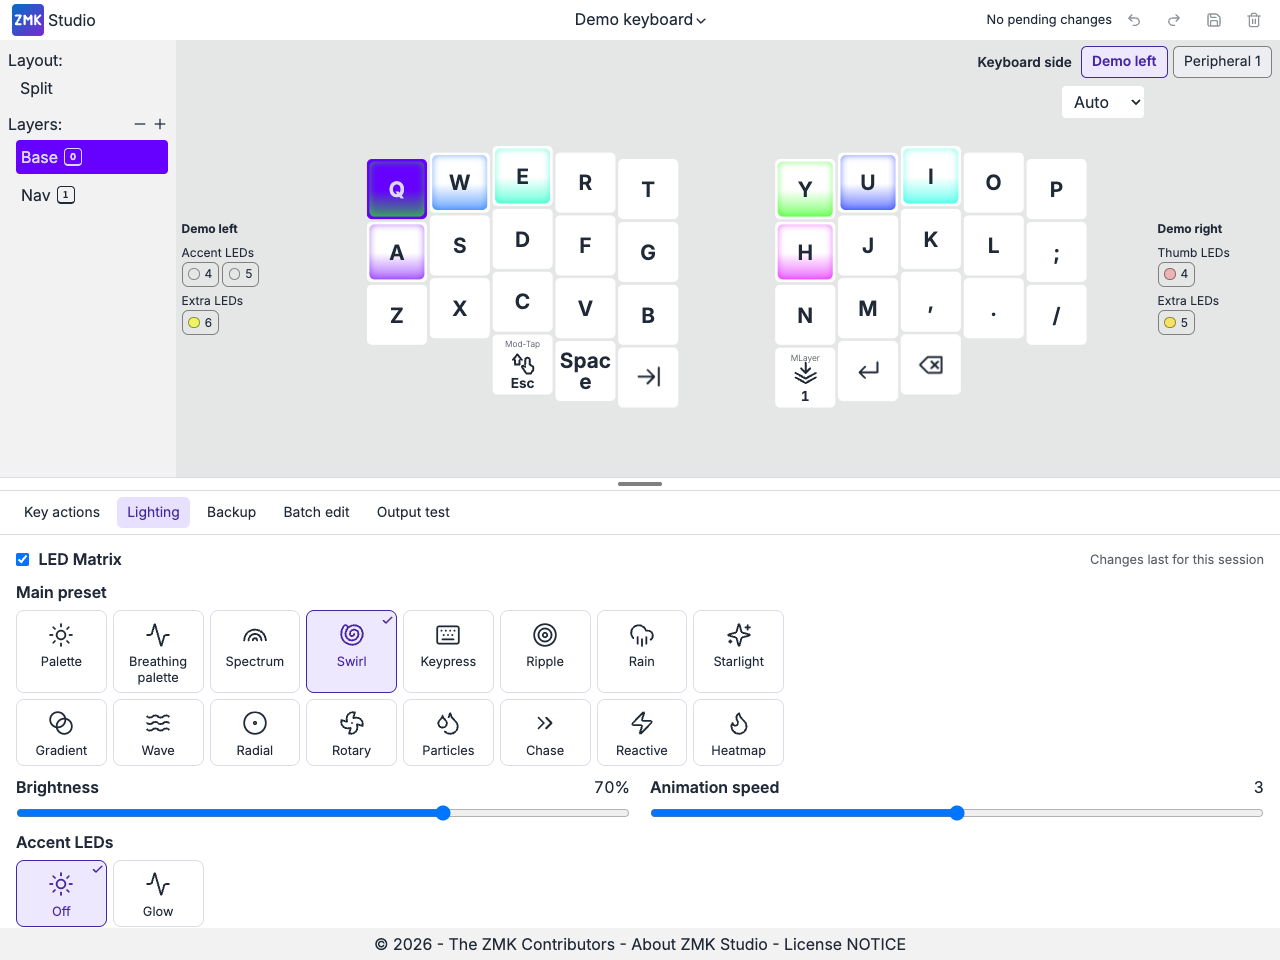 ZMK Studio
Demo keyboard
No pending changes
Layout:
Split
Layers:
Base 0
Nav 1
Keyboard side Demo left Peripheral 1
Auto
Q W E R T Y U I O P
A S D F G H J K L ;
Z X C V B N M , . /
Mod-Tap
Esc
Space
MLayer
1
Demo left
Accent LEDs
4 5
Extra LEDs
6
Demo right
Thumb LEDs
4
Extra LEDs
5
Key actions Lighting Backup Batch edit Output test
LED Matrix
Changes last for this session
Main preset
Palette Breathing palette Spectrum Swirl Keypress Ripple Rain Starlight
Gradient Wave Radial Rotary Particles Chase Reactive Heatmap
Brightness 70% Animation speed 3
Accent LEDs
Off Glow
© 2026 - The ZMK Contributors - About ZMK Studio - License NOTICE